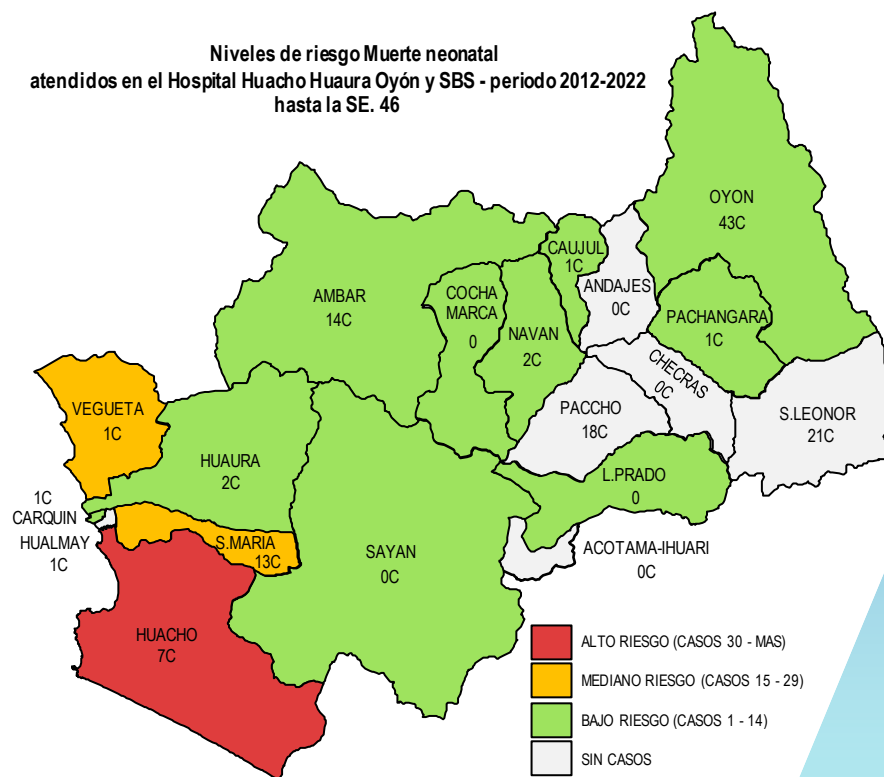 Niveles de riesgo Muerte neonatal
atendidos en el Hospital Huacho Huaura Oyón y SBS - periodo 2012-2022
hasta la SE. 46
OYON
43C
CAUJUL
1C
ANDAJES
0C
AMBAR
14C
COCHA
MARCA
0
NAVAN
2C
PACHANGARA
1C
CHECRAS
0C
VEGUETA
1C
PACCHO
18C
S.LEONOR
21C
HUAURA
2C
L.PRADO
0
1C
CARQUIN
HUALMAY
1C
S.MARIA
13C
SAYAN
0C
ACOTAMA-IHUARI
0C
HUACHO
7C
ALTO RIESGO (CASOS 30 - MAS)
MEDIANO RIESGO (CASOS 15 - 29)
BAJO RIESGO (CASOS 1 - 14)
SIN CASOS